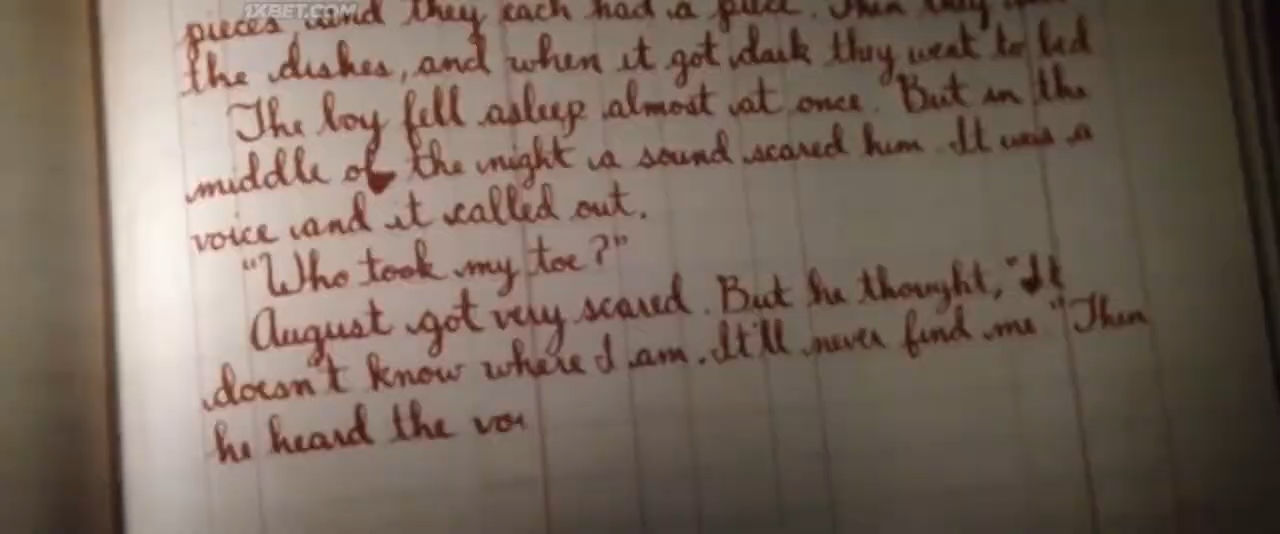 1XBET.COM
pieces, and they each had a piece. Then they
the dishes, and when it got dark they went to bed
The boy fell asleep almost at once. But in the
middle of the night a sound scared him. It was a
voice and it called out.
"Who took my toe?"
August got very scared. But he thought, "It
doesn't know where I am. It'll never find me" Then
he heard the voi